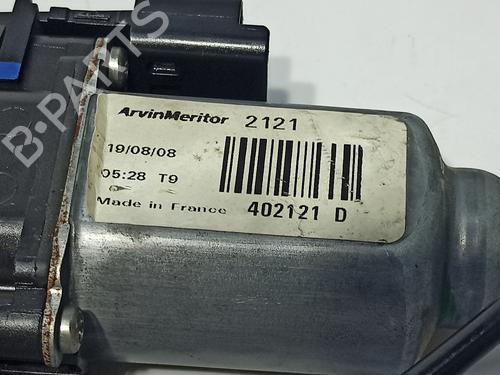 ArvinMeritor 2121
19/08/08
05:28 T9
Made in France 402121 D
B-PARTS